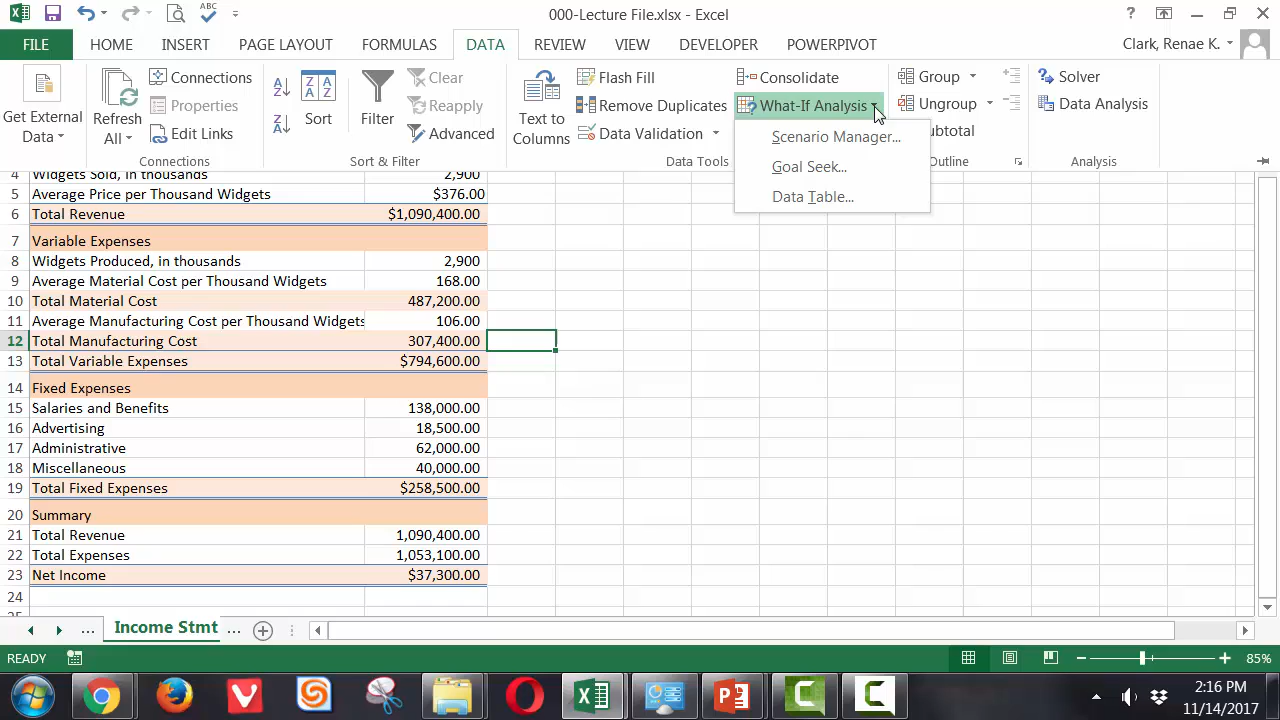 ABC
000-Lecture File.xlsx - Excel
?
FILE HOME INSERT PAGE LAYOUT FORMULAS DATA REVIEW VIEW DEVELOPER POWERPIVOT Clark, Renae K.
Get External Data
Refresh All
Connections
Properties
Edit Links
Connections
Sort
Filter
Clear
Reapply
Advanced
Sort & Filter
Text to Columns
Flash Fill
Remove Duplicates
Data Validation
Consolidate
What-If Analysis
Data Tools
Scenario Manager...
Goal Seek...
Data Table...
Group
Ungroup
btotal
Outline
Solver
Data Analysis
Analysis
4 Widgets Sold, in thousands 2,900
5 Average Price per Thousand Widgets $376.00
6 Total Revenue $1,090,400.00
7 Variable Expenses
8 Widgets Produced, in thousands 2,900
9 Average Material Cost per Thousand Widgets 168.00
10 Total Material Cost 487,200.00
11 Average Manufacturing Cost per Thousand Widgets 106.00
12 Total Manufacturing Cost 307,400.00
13 Total Variable Expenses $794,600.00
14 Fixed Expenses
15 Salaries and Benefits 138,000.00
16 Advertising 18,500.00
17 Administrative 62,000.00
18 Miscellaneous 40,000.00
19 Total Fixed Expenses $258,500.00
20 Summary
21 Total Revenue 1,090,400.00
22 Total Expenses 1,053,100.00
23 Net Income $37,300.00
24
... Income Stmt ...
READY 85%
2:16 PM
11/14/2017